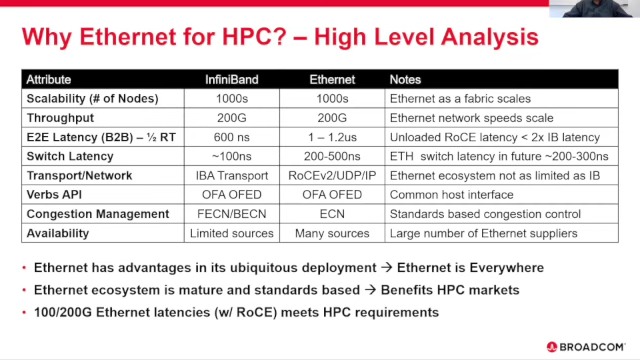 Why Ethernet for HPC? – High Level Analysis
Attribute InfiniBand Ethernet Notes
Scalability (# of Nodes) 1000s 1000s Ethernet as a fabric scales
Throughput 200G 200G Ethernet network speeds scale
E2E Latency (B2B) – ½ RT 600 ns 1 – 1.2us Unloaded RoCE latency < 2x IB latency
Switch Latency ~100ns 200-500ns ETH switch latency in future ~200-300ns
Transport/Network IBA Transport RoCEv2/UDP/IP Ethernet ecosystem not as limited as IB
Verbs API OFA OFED OFA OFED Common host interface
Congestion Management FECN/BECN ECN Standards based congestion control
Availability Limited sources Many sources Large number of Ethernet suppliers
• Ethernet has advantages in its ubiquitous deployment → Ethernet is Everywhere
• Ethernet ecosystem is mature and standards based → Benefits HPC markets
• 100/200G Ethernet latencies (w/ RoCE) meets HPC requirements
BROADCOM